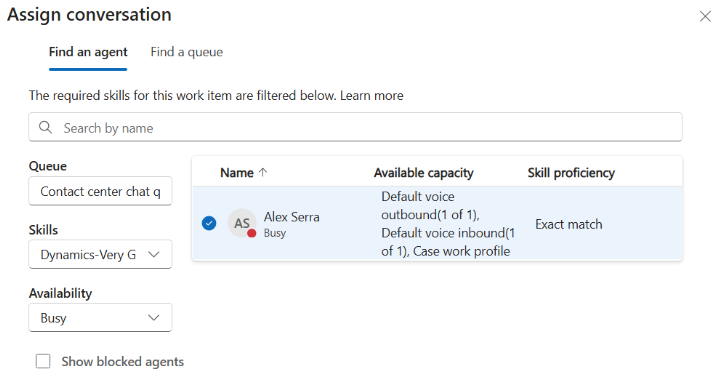 Assign conversation
Find an agent
Find a queue
The required skills for this work item are filtered below. Learn more
Search by name
Queue
Contact center chat q
Skills
Dynamics-Very G
Availability
Busy
Show blocked agents
Name ↑
Available capacity
Skill proficiency
AS
Alex Serra
Busy
Default voice
outbound(1 of 1),
Default voice inbound(1
of 1), Case work profile
Exact match